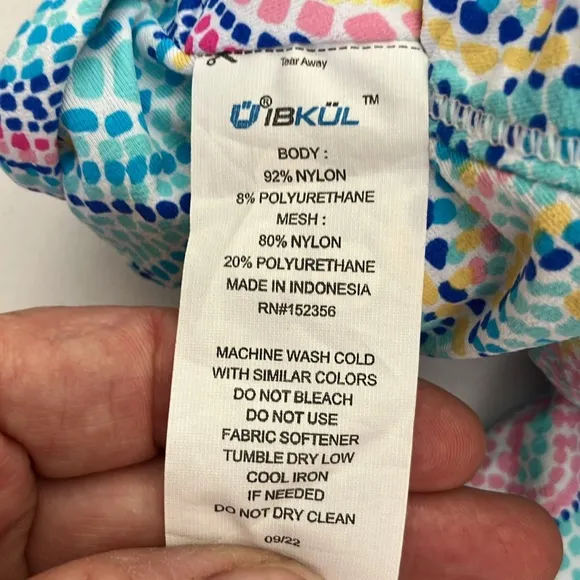 Tear Away
Ü® iBKÜL ™
BODY :
92% NYLON
8% POLYURETHANE
MESH :
80% NYLON
20% POLYURETHANE
MADE IN INDONESIA
RN#152356
MACHINE WASH COLD
WITH SIMILAR COLORS
DO NOT BLEACH
DO NOT USE
FABRIC SOFTENER
TUMBLE DRY LOW
COOL IRON
IF NEEDED
DO NOT DRY CLEAN
09/22